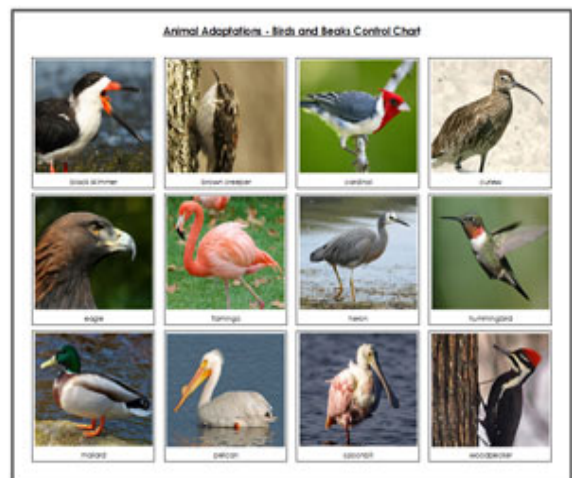 Animal Adaptations - Birds and Beaks Control Chart
black skimmer
brown creeper
cardinal
curlew
eagle
flamingo
heron
hummingbird
mallard
pelican
spoonbill
woodpecker